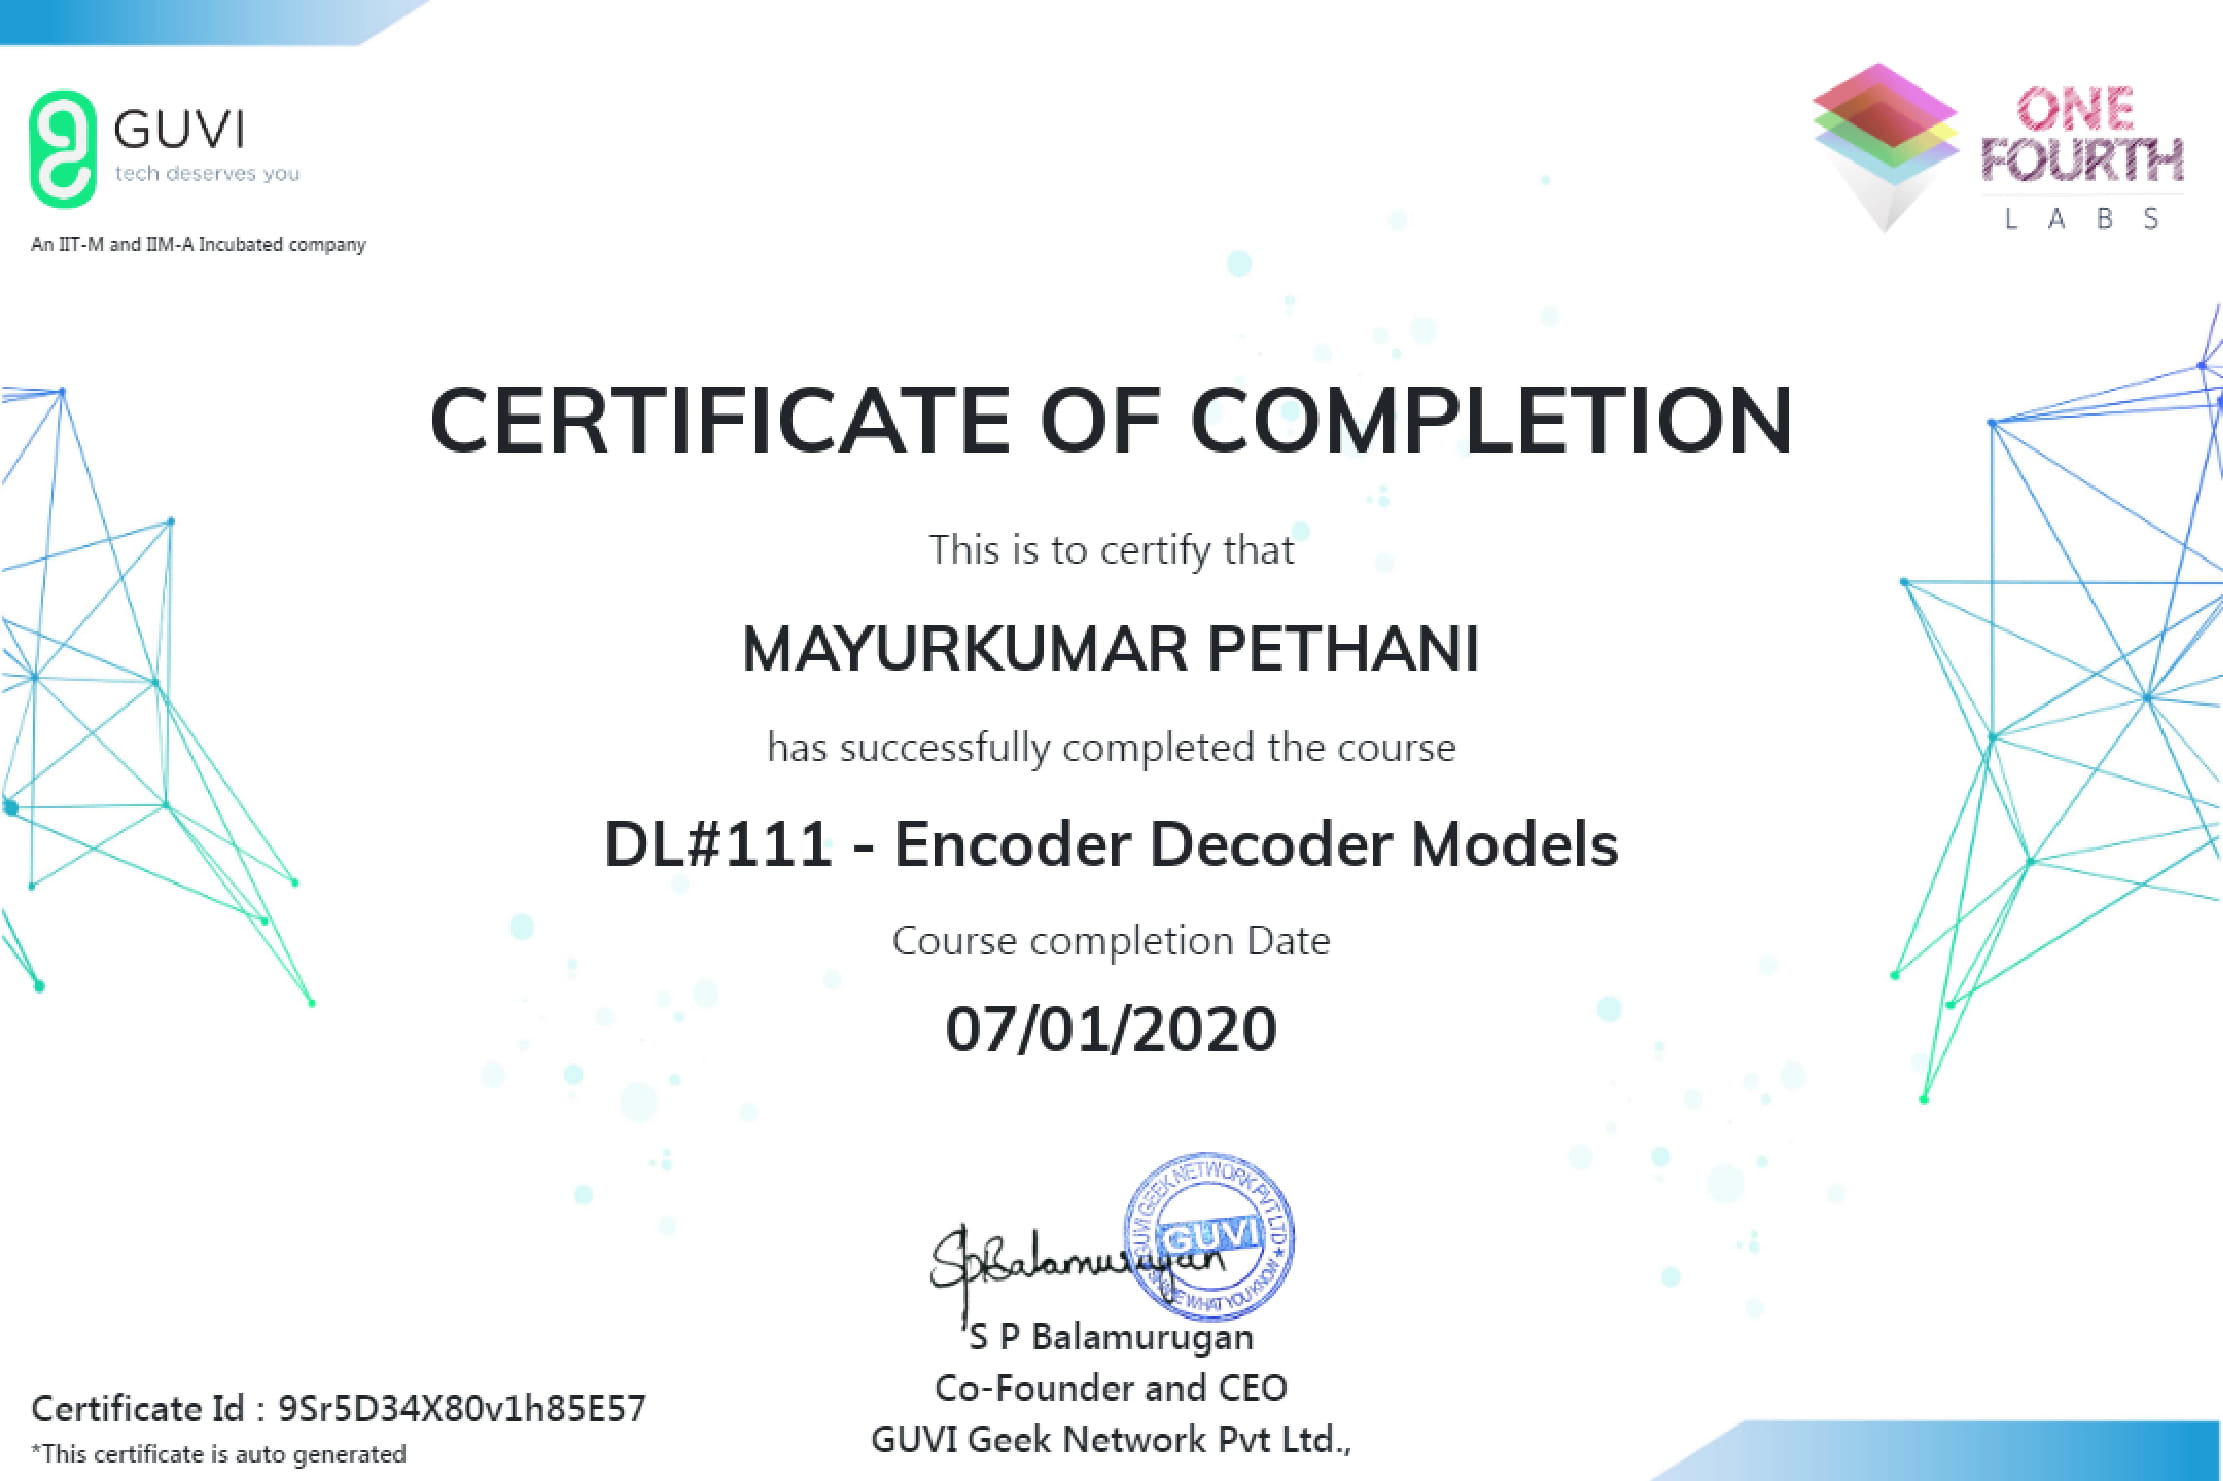 GUVI
tech deserves you
An IIT-M and IIM-A Incubated company
ONE
FOURTH
LABS
CERTIFICATE OF COMPLETION
This is to certify that
MAYURKUMAR PETHANI
has successfully completed the course
DL#111 - Encoder Decoder Models
Course completion Date
07/01/2020
SpBalamurugan
GUVI GEEK NETWORK PVT LTD
GUVI
SHARE WHAT YOU KNOW
S P Balamurugan
Co-Founder and CEO
GUVI Geek Network Pvt Ltd.,
Certificate Id : 9Sr5D34X80v1h85E57
*This certificate is auto generated